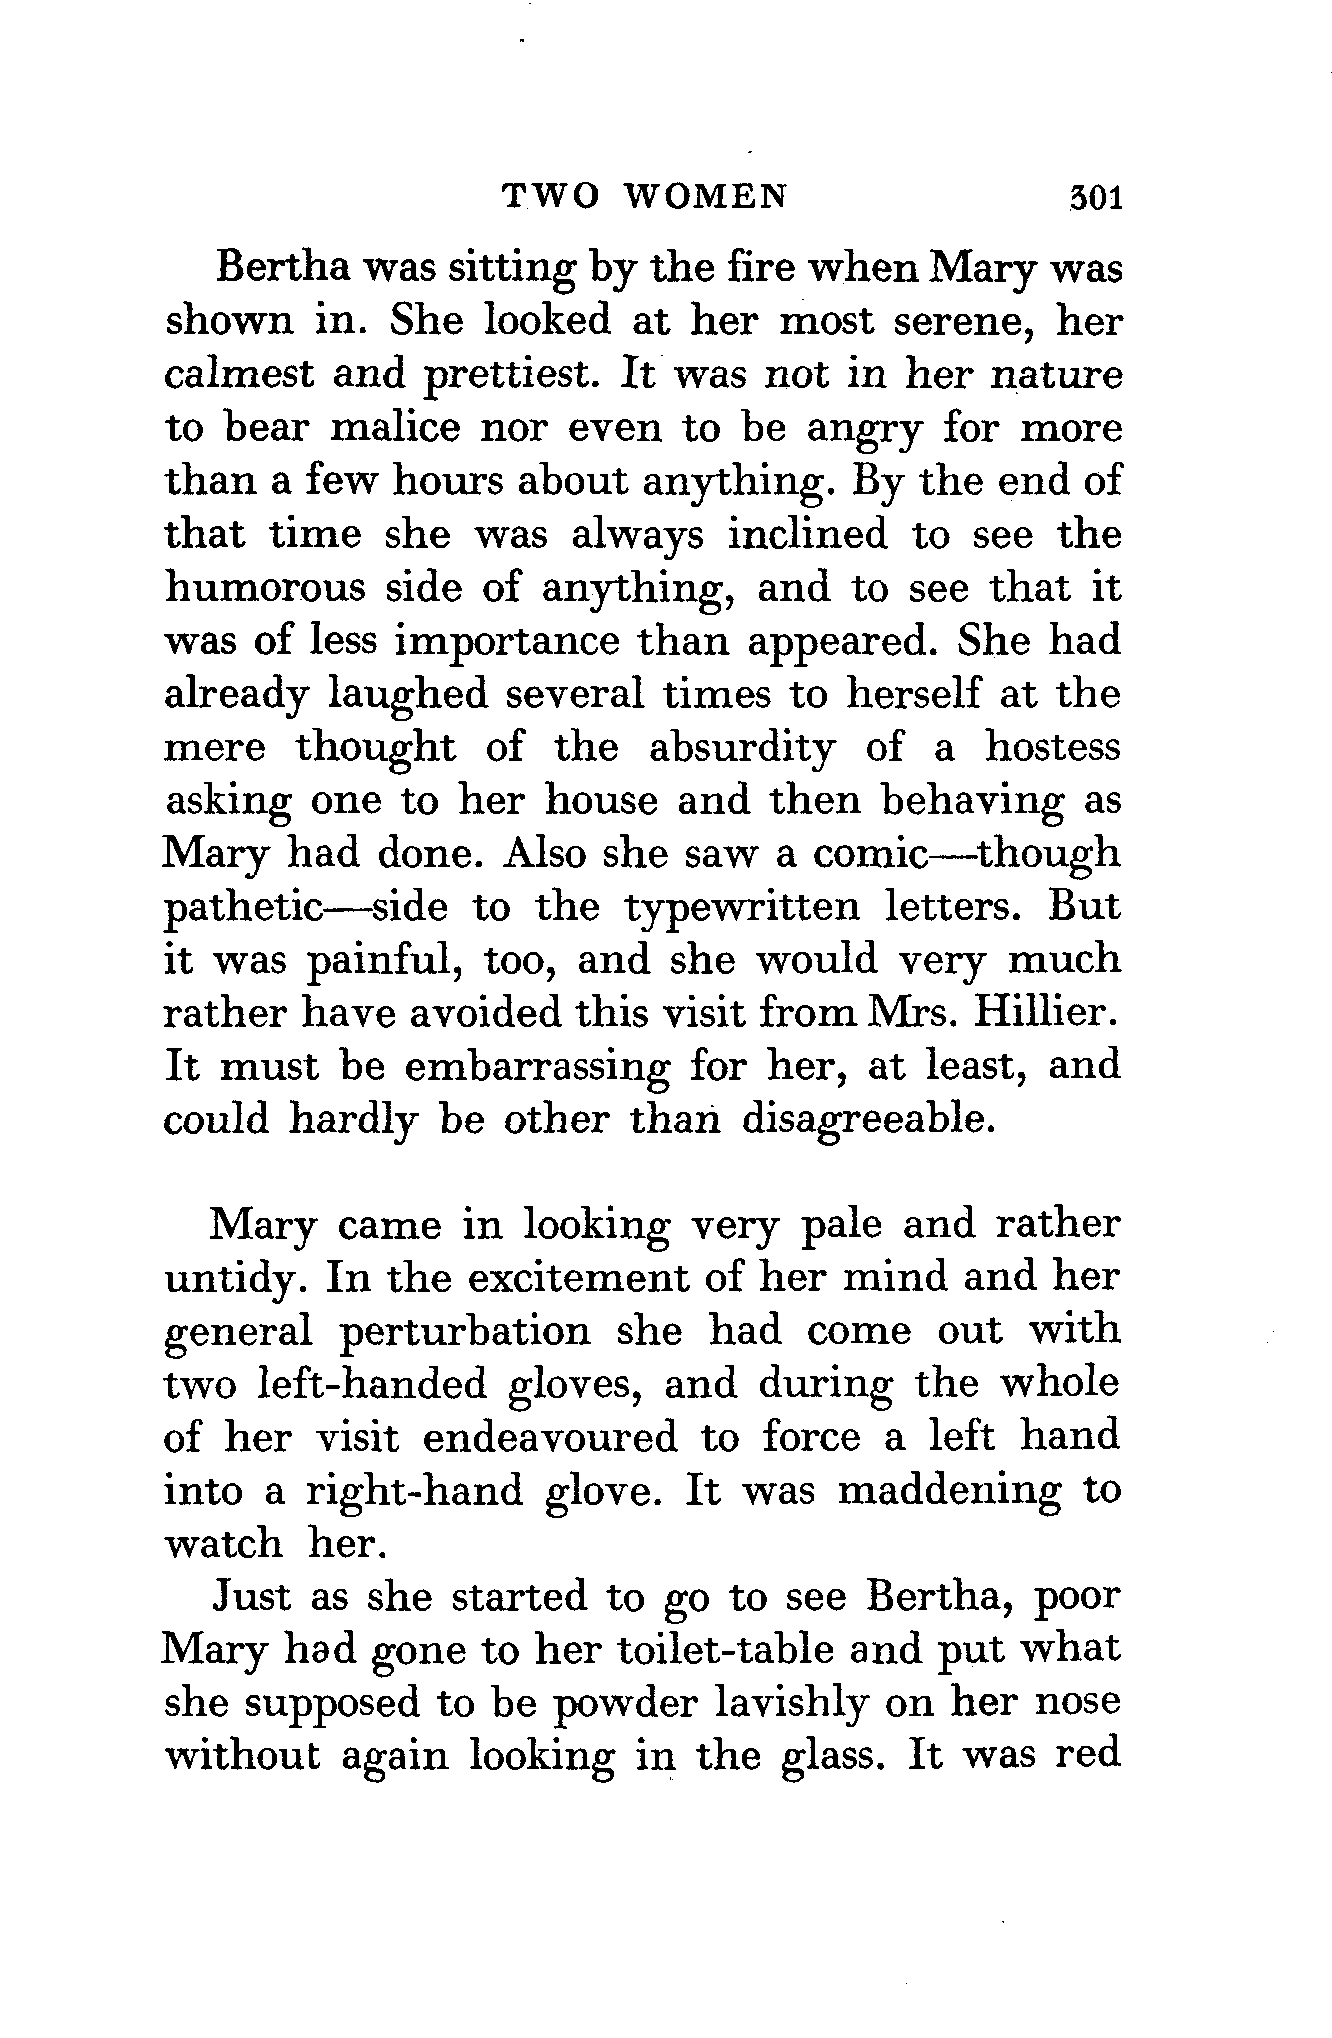 TWO WOMEN 301
Bertha was sitting by the fire when Mary was
shown in. She looked at her most serene, her
calmest and prettiest. It was not in her nature
to bear malice nor even to be angry for more
than a few hours about anything. By the end of
that time she was always inclined to see the
humorous side of anything, and to see that it
was of less importance than appeared. She had
already laughed several times to herself at the
mere thought of the absurdity of a hostess
asking one to her house and then behaving as
Mary had done. Also she saw a comic—though
pathetic—side to the typewritten letters. But
it was painful, too, and she would very much
rather have avoided this visit from Mrs. Hillier.
It must be embarrassing for her, at least, and
could hardly be other than disagreeable.
Mary came in looking very pale and rather
untidy. In the excitement of her mind and her
general perturbation she had come out with
two left-handed gloves, and during the whole
of her visit endeavoured to force a left hand
into a right-hand glove. It was maddening to
watch her.
Just as she started to go to see Bertha, poor
Mary had gone to her toilet-table and put what
she supposed to be powder lavishly on her nose
without again looking in the glass. It was red